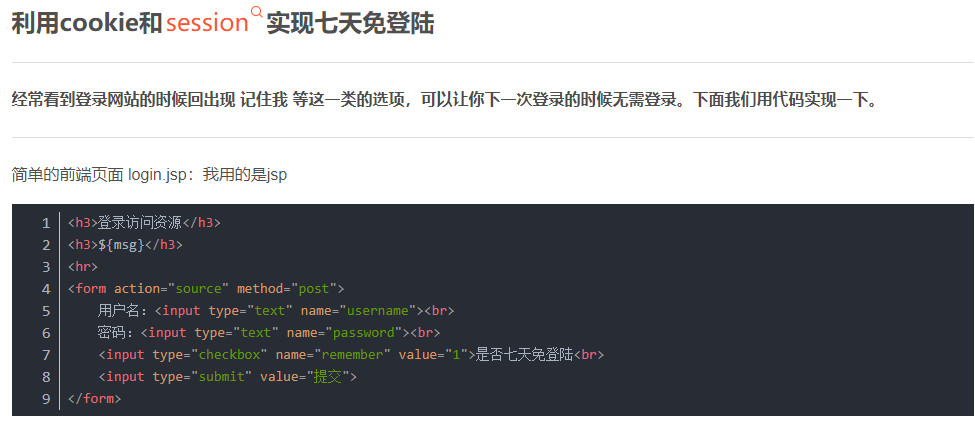 利用cookie和 session 实现七天免登陆
经常看到登录网站的时候回出现 记住我 等这一类的选项，可以让你下一次登录的时候无需登录。下面我们用代码实现一下。
简单的前端页面 login.jsp：我用的是jsp
1 <h3>登录访问资源</h3>
2 <h3>${msg}</h3>
3 <hr>
4 <form action="source" method="post">
5     用户名：<input type="text" name="username"><br>
6     密码：<input type="text" name="password"><br>
7     <input type="checkbox" name="remember" value="1">是否七天免登陆<br>
8     <input type="submit" value="提交">
9 </form>